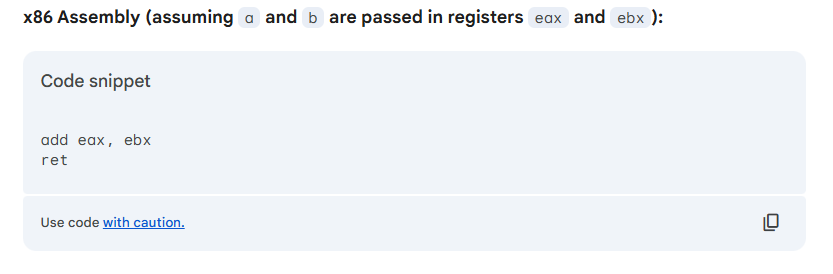 x86 Assembly (assuming a and b are passed in registers eax and ebx ):
Code snippet
add eax, ebx
ret
Use code with caution.